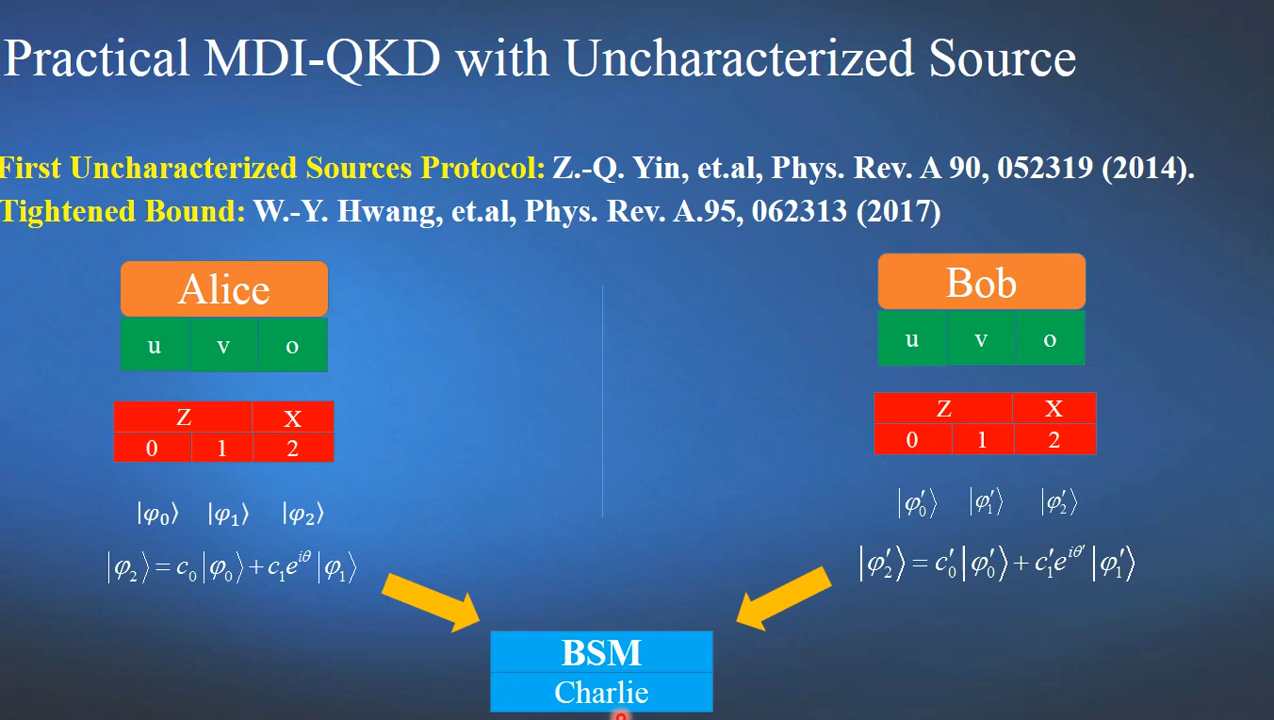 Practical MDI-QKD with Uncharacterized Source
First Uncharacterized Sources Protocol: Z.-Q. Yin, et.al, Phys. Rev. A 90, 052319 (2014).
Tightened Bound: W.-Y. Hwang, et.al, Phys. Rev. A.95, 062313 (2017)
Alice
u v o
Z X
0 1 2
|φ₀⟩ |φ₁⟩ |φ₂⟩
|φ₂⟩ = c₀|φ₀⟩ + c₁e^{iθ}|φ₁⟩
Bob
u v o
Z X
0 1 2
|φ′₀⟩ |φ′₁⟩ |φ′₂⟩
|φ′₂⟩ = c′₀|φ′₀⟩ + c′₁e^{iθ′}|φ′₁⟩
BSM
Charlie